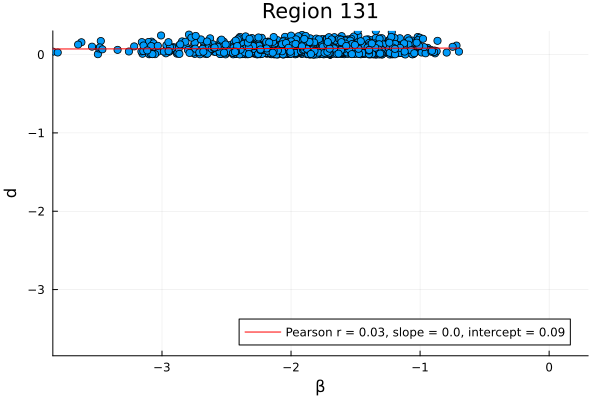 Region 131
0
−1
−2
−3
d
Pearson r = 0.03, slope = 0.0, intercept = 0.09
−3 −2 −1 0
β